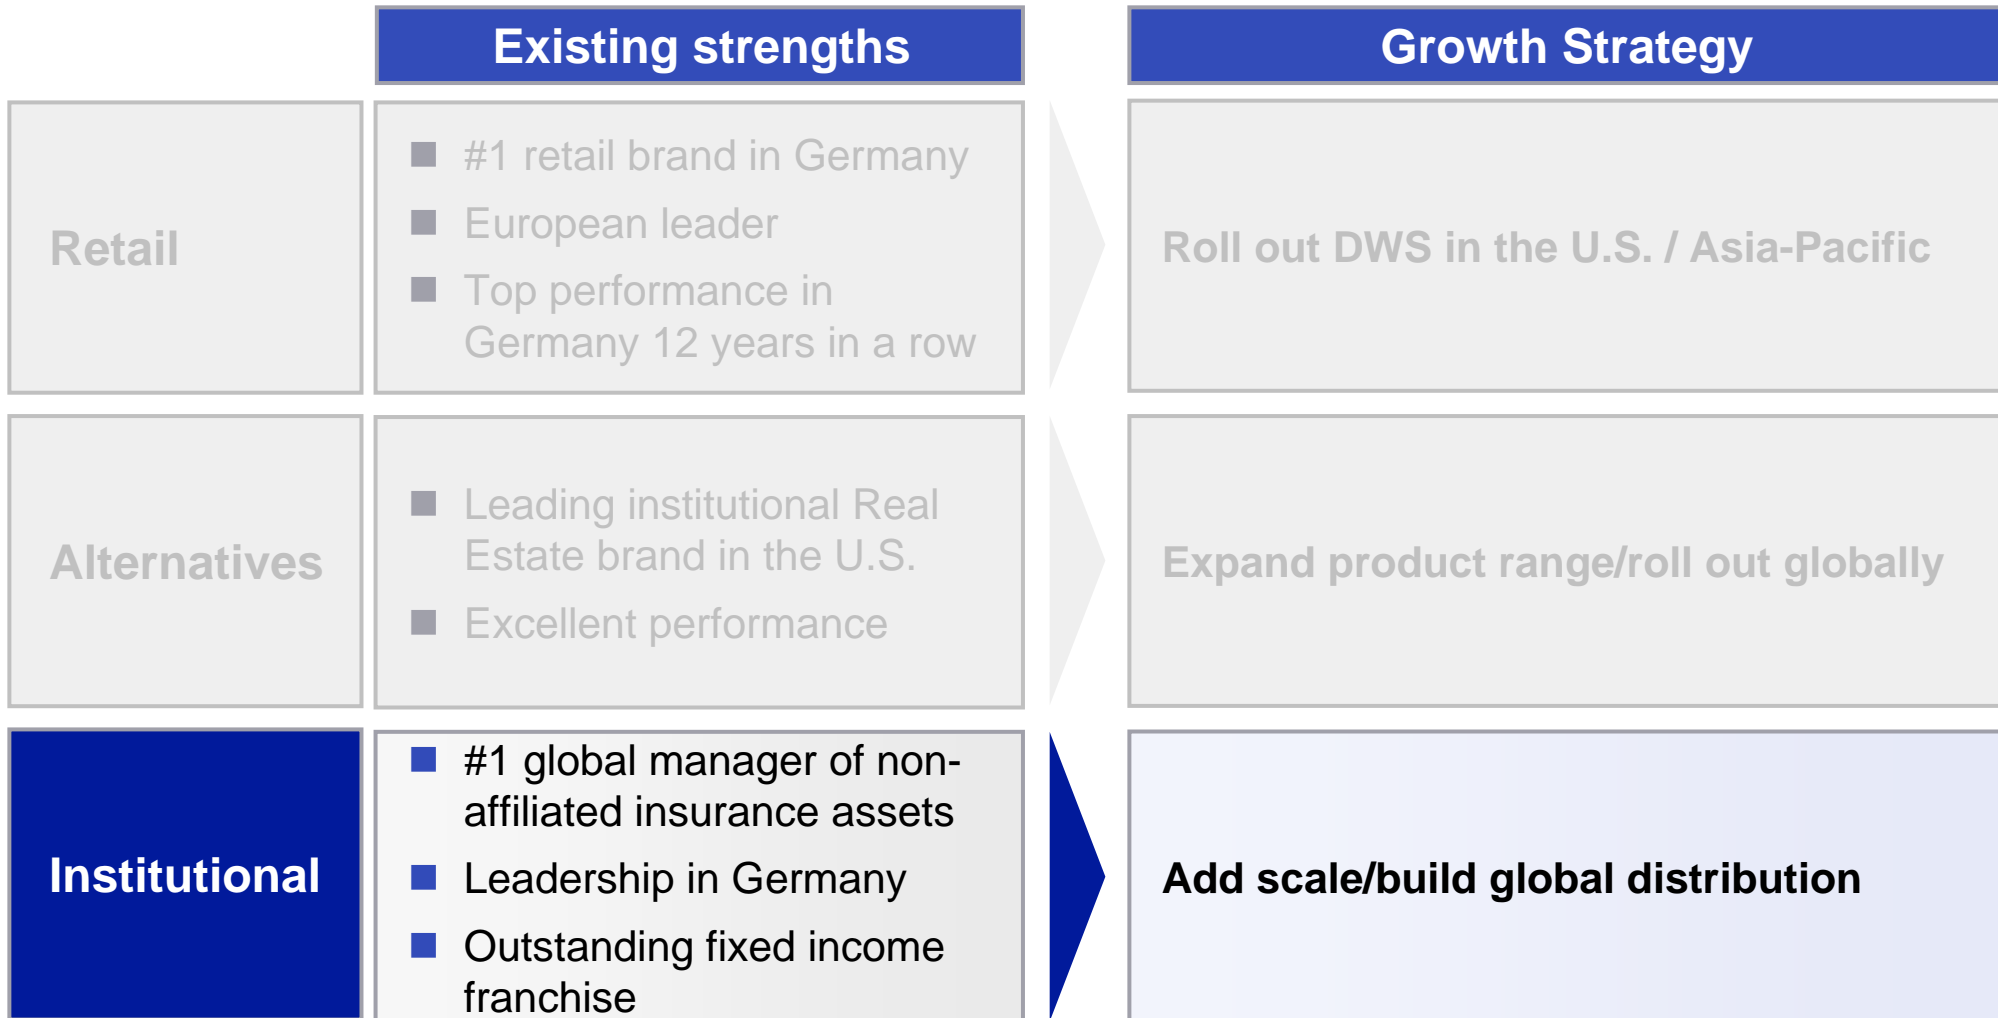 Existing strengths
Growth Strategy
Retail
#1 retail brand in Germany
European leader
Top performance in
Germany 12 years in a row
Roll out DWS in the U.S. / Asia-Pacific
Alternatives
Leading institutional Real
Estate brand in the U.S.
Excellent performance
Expand product range/roll out globally
Institutional
#1 global manager of non-
affiliated insurance assets
Leadership in Germany
Outstanding fixed income
franchise
Add scale/build global distribution